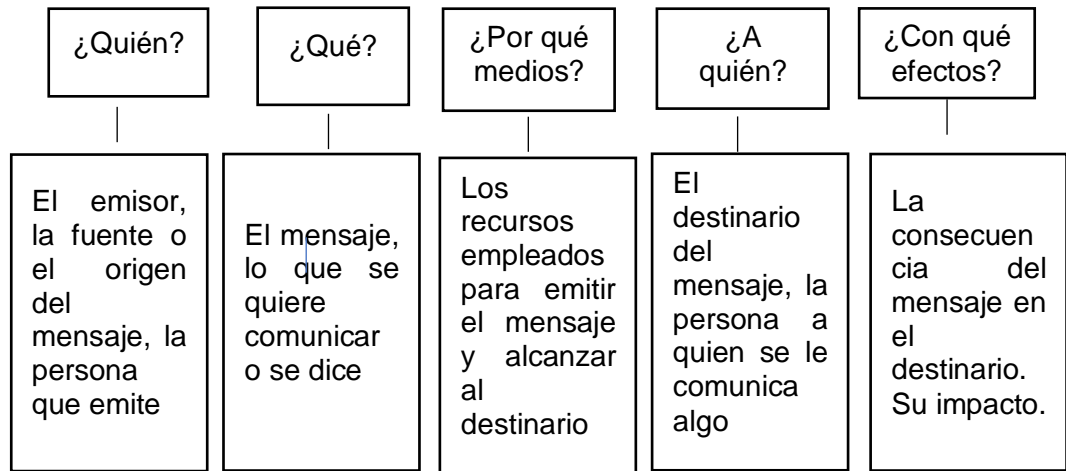 ¿Quién?
¿Qué?
¿Por qué
medios?
¿A
quién?
¿Con qué
efectos?
El emisor,
la fuente o
el origen
del
mensaje, la
persona
que emite
El mensaje,
lo que se
quiere
comunicar
o se dice
Los
recursos
empleados
para emitir
el mensaje
y alcanzar
al
destinario
El
destinario
del
mensaje, la
persona a
quien se le
comunica
algo
La
consecuen
cia del
mensaje en
el
destinario.
Su impacto.